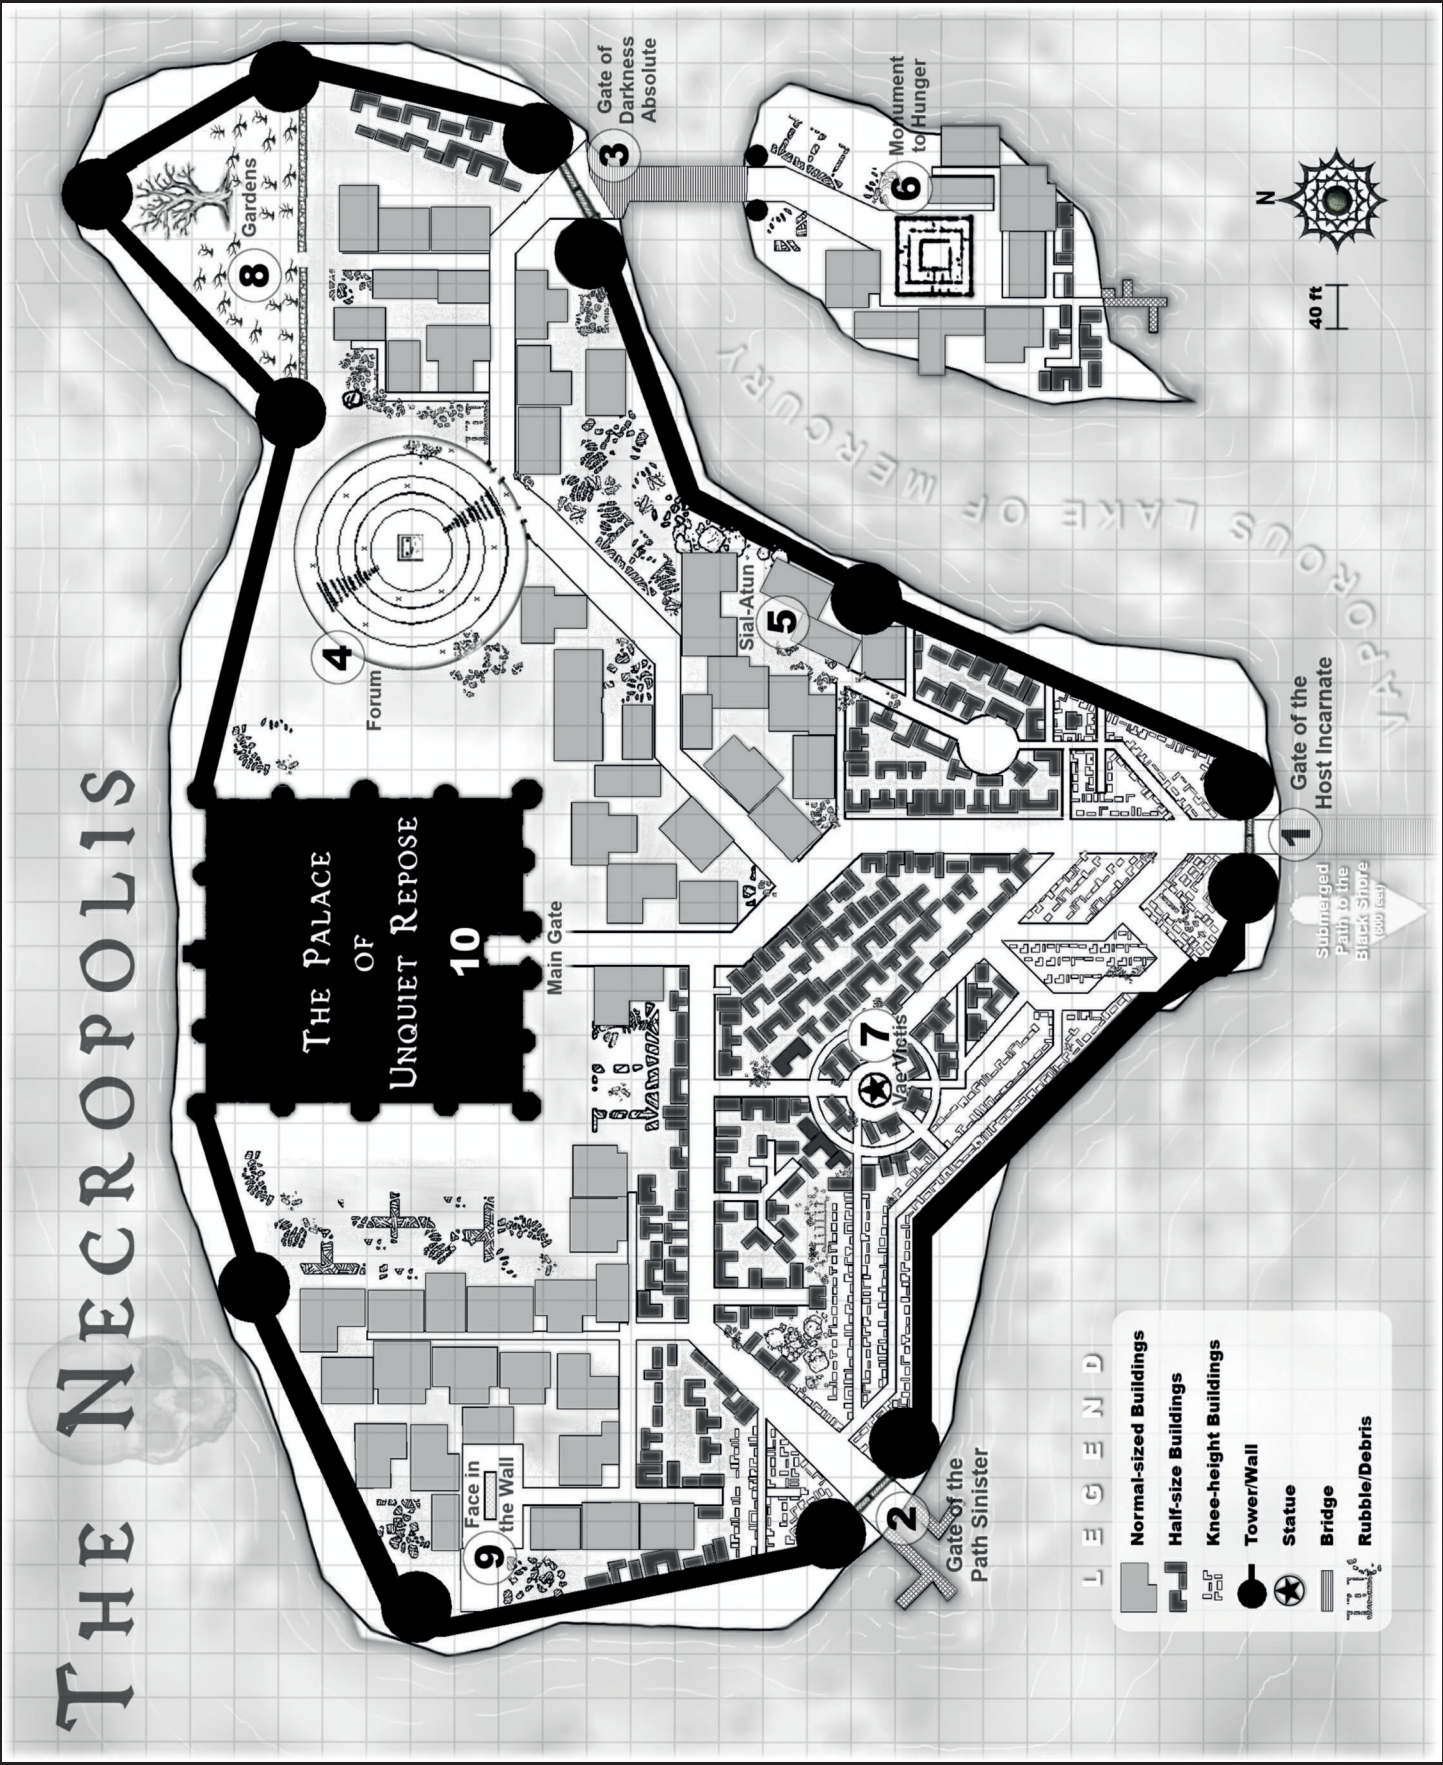 THE NECROPOLIS
THE PALACE
OF
UNQUIET REPOSE
10
Main Gate
Face in
the Wall
9
4
Forum
8
Gardens
Gate of
Darkness
Absolute
3
Monument
to Hunger
6
Sial-Atun
5
7
Vae Victis
Gate of the
Path Sinister
2
Gate of the
Host Incarnate
1
Submerged
Path to the
Black Shore
(600 feet)
VAPOROUS LAKE OF MERCURY
N
40 ft
LEGEND
Normal-sized Buildings
Half-size Buildings
Knee-height Buildings
Tower/Wall
Statue
Bridge
Rubble/Debris